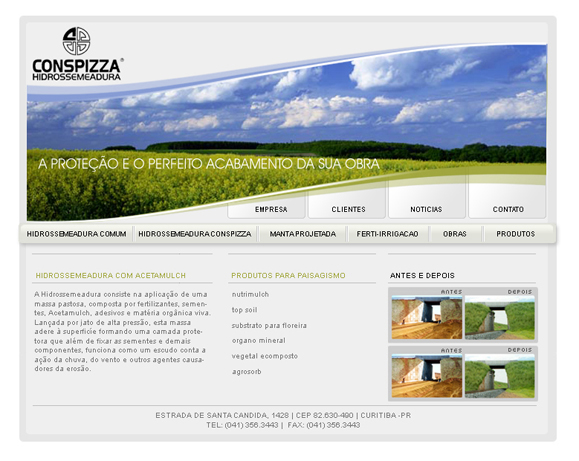 CONSPIZZA®
HIDROSSEMEADURA
A PROTEÇÃO E O PERFEITO ACABAMENTO DA SUA OBRA
EMPRESA CLIENTES NOTICIAS CONTATO
HIDROSSEMEADURA COMUM HIDROSSEMEADURA CONSPIZZA MANTA PROJETADA FERTI-IRRIGACAO OBRAS PRODUTOS
HIDROSSEMEADURA COM ACETAMULCH
A Hidrossemeadura consiste na aplicação de uma
massa pastosa, composta por fertilizantes, semen-
tes, Acetamulch, adesivos e matéria orgânica viva.
Lançada por jato de alta pressão, esta massa
adere à superfície formando uma camada prote-
tora que além de fixar as sementes e demais
componentes, funciona como um escudo conta a
ação da chuva, do vento e outros agentes causa-
dores da erosão.
PRODUTOS PARA PAISAGISMO
nutrimulch
top soil
substrato para floreira
organo mineral
vegetal ecomposto
agrosorb
ANTES E DEPOIS
ANTES DEPOIS
ANTES DEPOIS
ESTRADA DE SANTA CANDIDA, 1428 | CEP 82.630-490 | CURITIBA -PR
TEL: (041) 356.3443 | FAX: (041) 356.3443